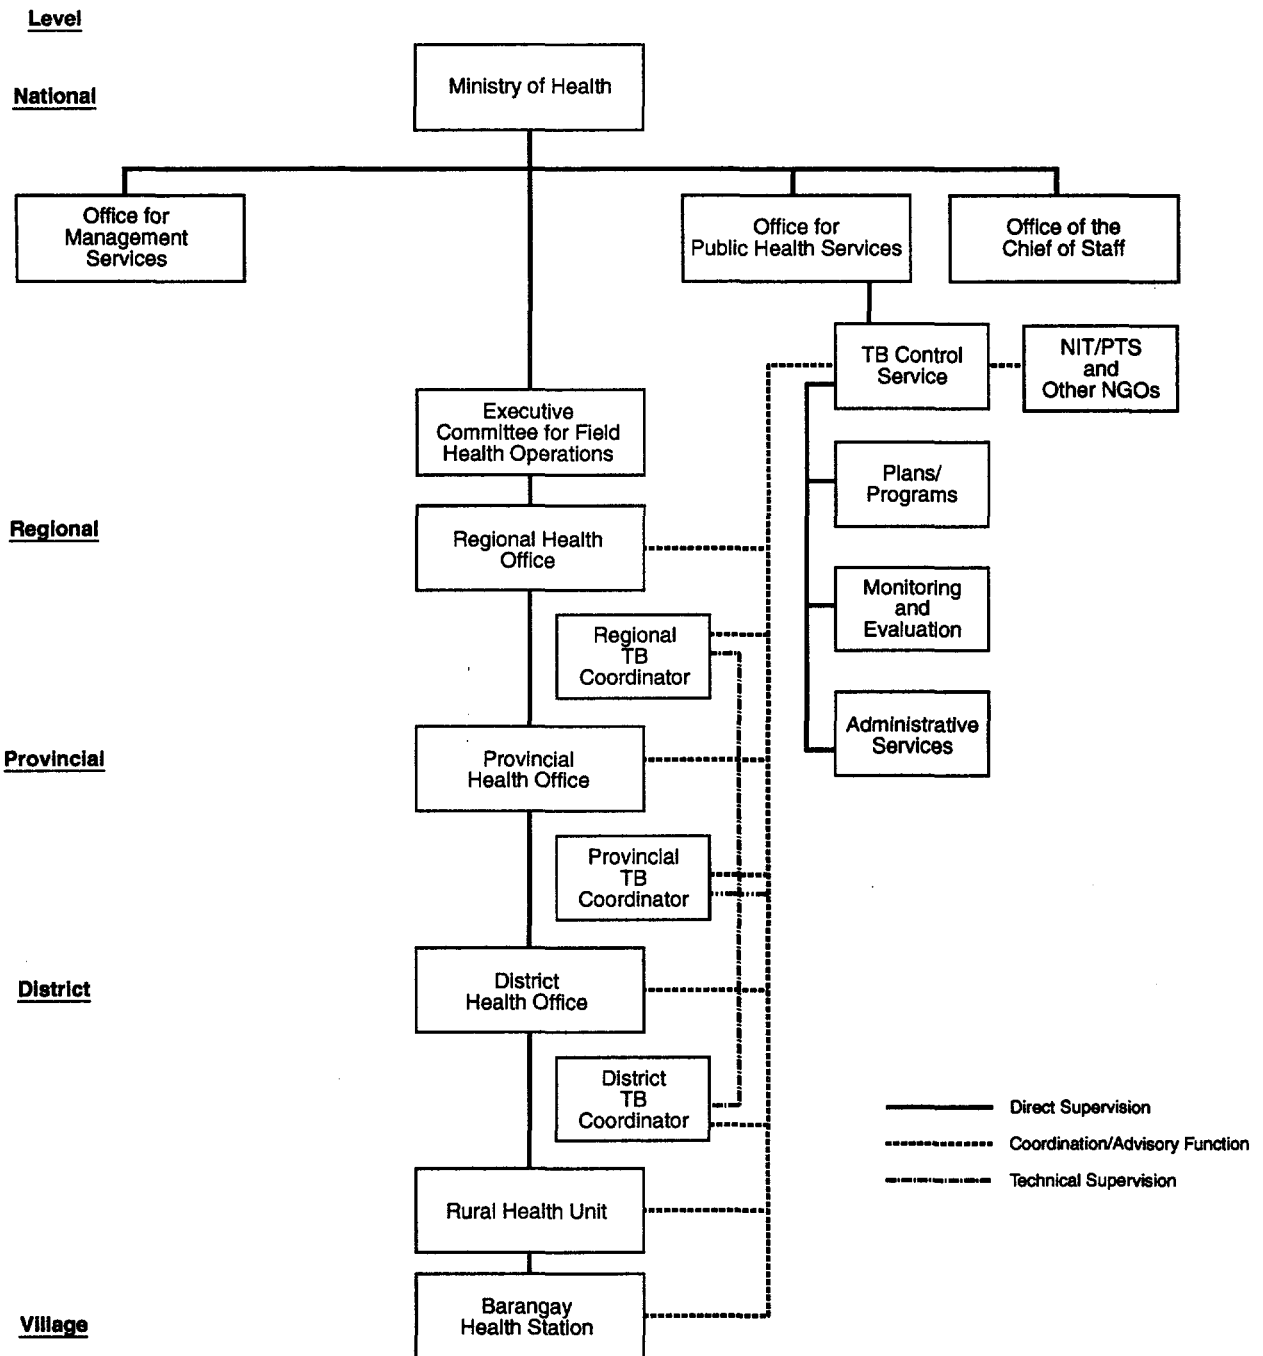 Level
National
Ministry of Health
Office for
Management
Services
Office for
Public Health Services
Office of the
Chief of Staff
TB Control
Service
NIT/PTS
and
Other NGOs
Executive
Committee for Field
Health Operations
Plans/
Programs
Regional
Regional Health
Office
Monitoring
and
Evaluation
Regional
TB
Coordinator
Administrative
Services
Provincial
Provincial
Health Office
Provincial
TB
Coordinator
District
District
Health Office
District
TB
Coordinator
Direct Supervision
Coordination/Advisory Function
Technical Supervision
Rural Health Unit
Village
Barangay
Health Station